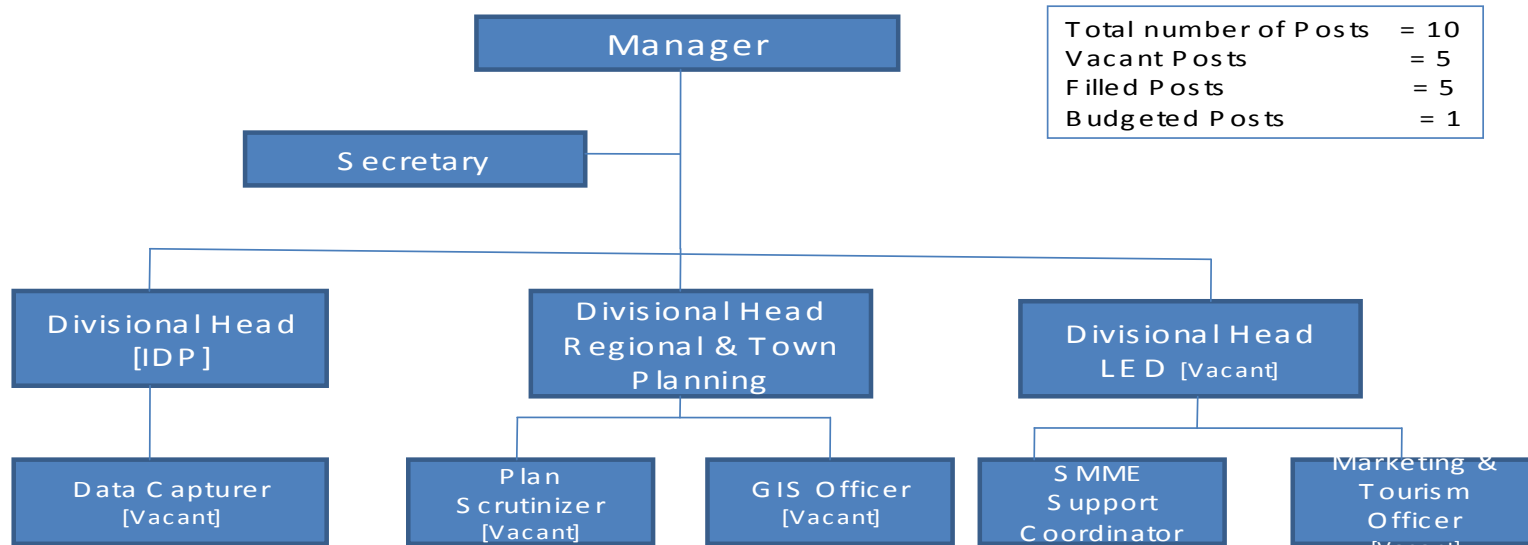 Manager
Total number of Posts = 10
Vacant Posts = 5
Filled Posts = 5
Budgeted Posts = 1
Secretary
Divisional Head
[IDP]
Divisional Head
Regional & Town
Planning
Divisional Head
LED [Vacant]
Data Capturer
[Vacant]
Plan
Scrutinizer
[Vacant]
GIS Officer
[Vacant]
SMME
Support
Coordinator
Marketing &
Tourism
Officer
[Vacant]